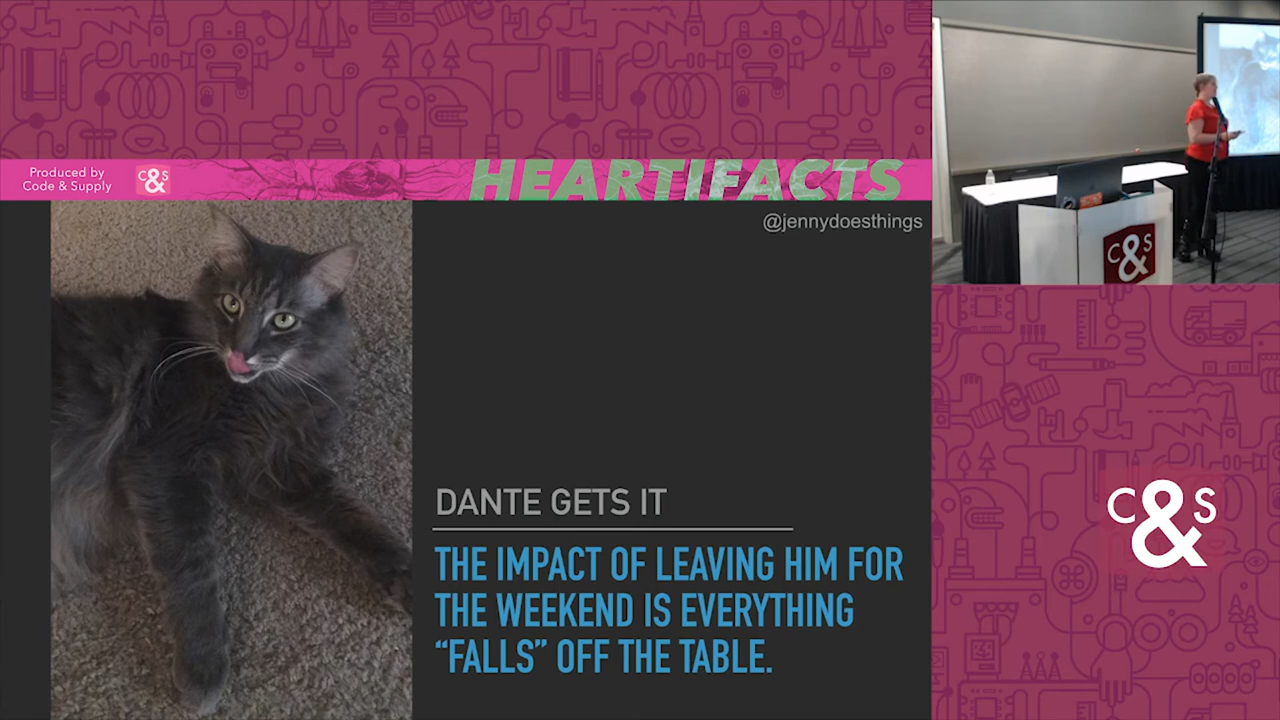 Produced by
Code & Supply
C&S
HEARTIFACTS
@jennydoesthings
DANTE GETS IT
THE IMPACT OF LEAVING HIM FOR
THE WEEKEND IS EVERYTHING
“FALLS” OFF THE TABLE.
C&S
C&S